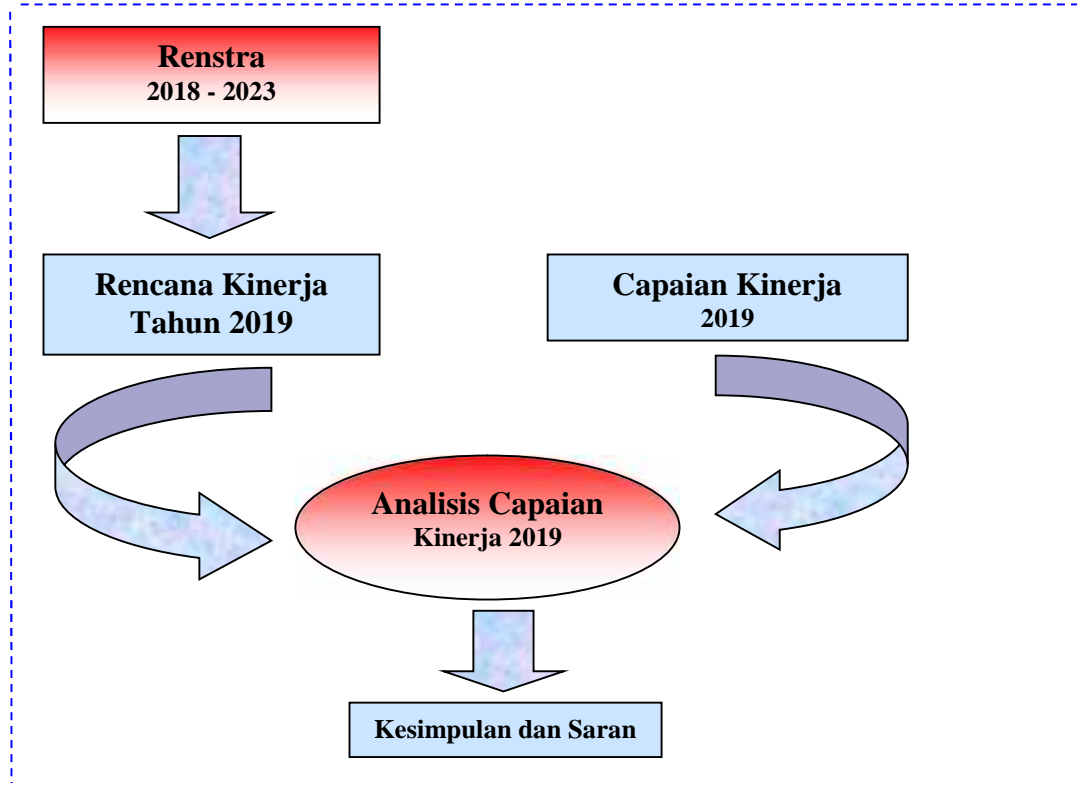 Renstra
2018 - 2023
Rencana Kinerja
Tahun 2019
Capaian Kinerja
2019
Analisis Capaian
Kinerja 2019
Kesimpulan dan Saran